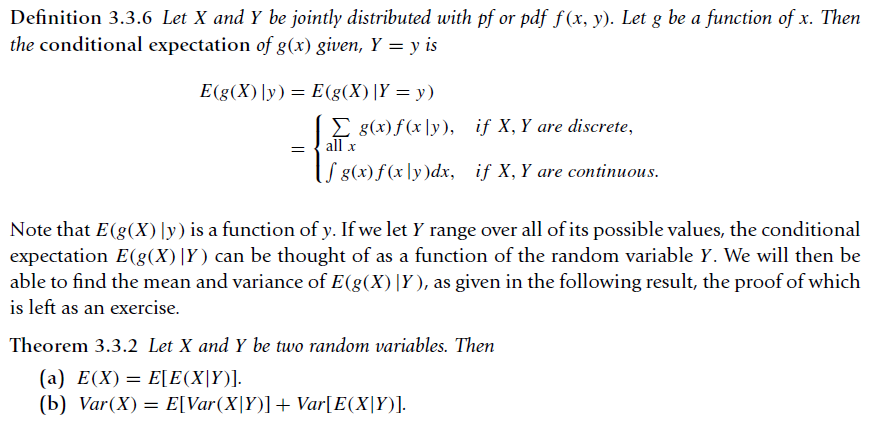 Definition 3.3.6 Let X and Y be jointly distributed with pf or pdf f(x, y). Let g be a function of x. Then
the conditional expectation of g(x) given, Y = y is
E(g(X)|y) = E(g(X)|Y = y)
= { ∑ g(x)f(x|y), if X, Y are discrete,
all x
∫ g(x)f(x|y)dx, if X, Y are continuous.
Note that E(g(X)|y) is a function of y. If we let Y range over all of its possible values, the conditional
expectation E(g(X)|Y) can be thought of as a function of the random variable Y. We will then be
able to find the mean and variance of E(g(X)|Y), as given in the following result, the proof of which
is left as an exercise.
Theorem 3.3.2 Let X and Y be two random variables. Then
(a) E(X) = E[E(X|Y)].
(b) Var(X) = E[Var(X|Y)] + Var[E(X|Y)].